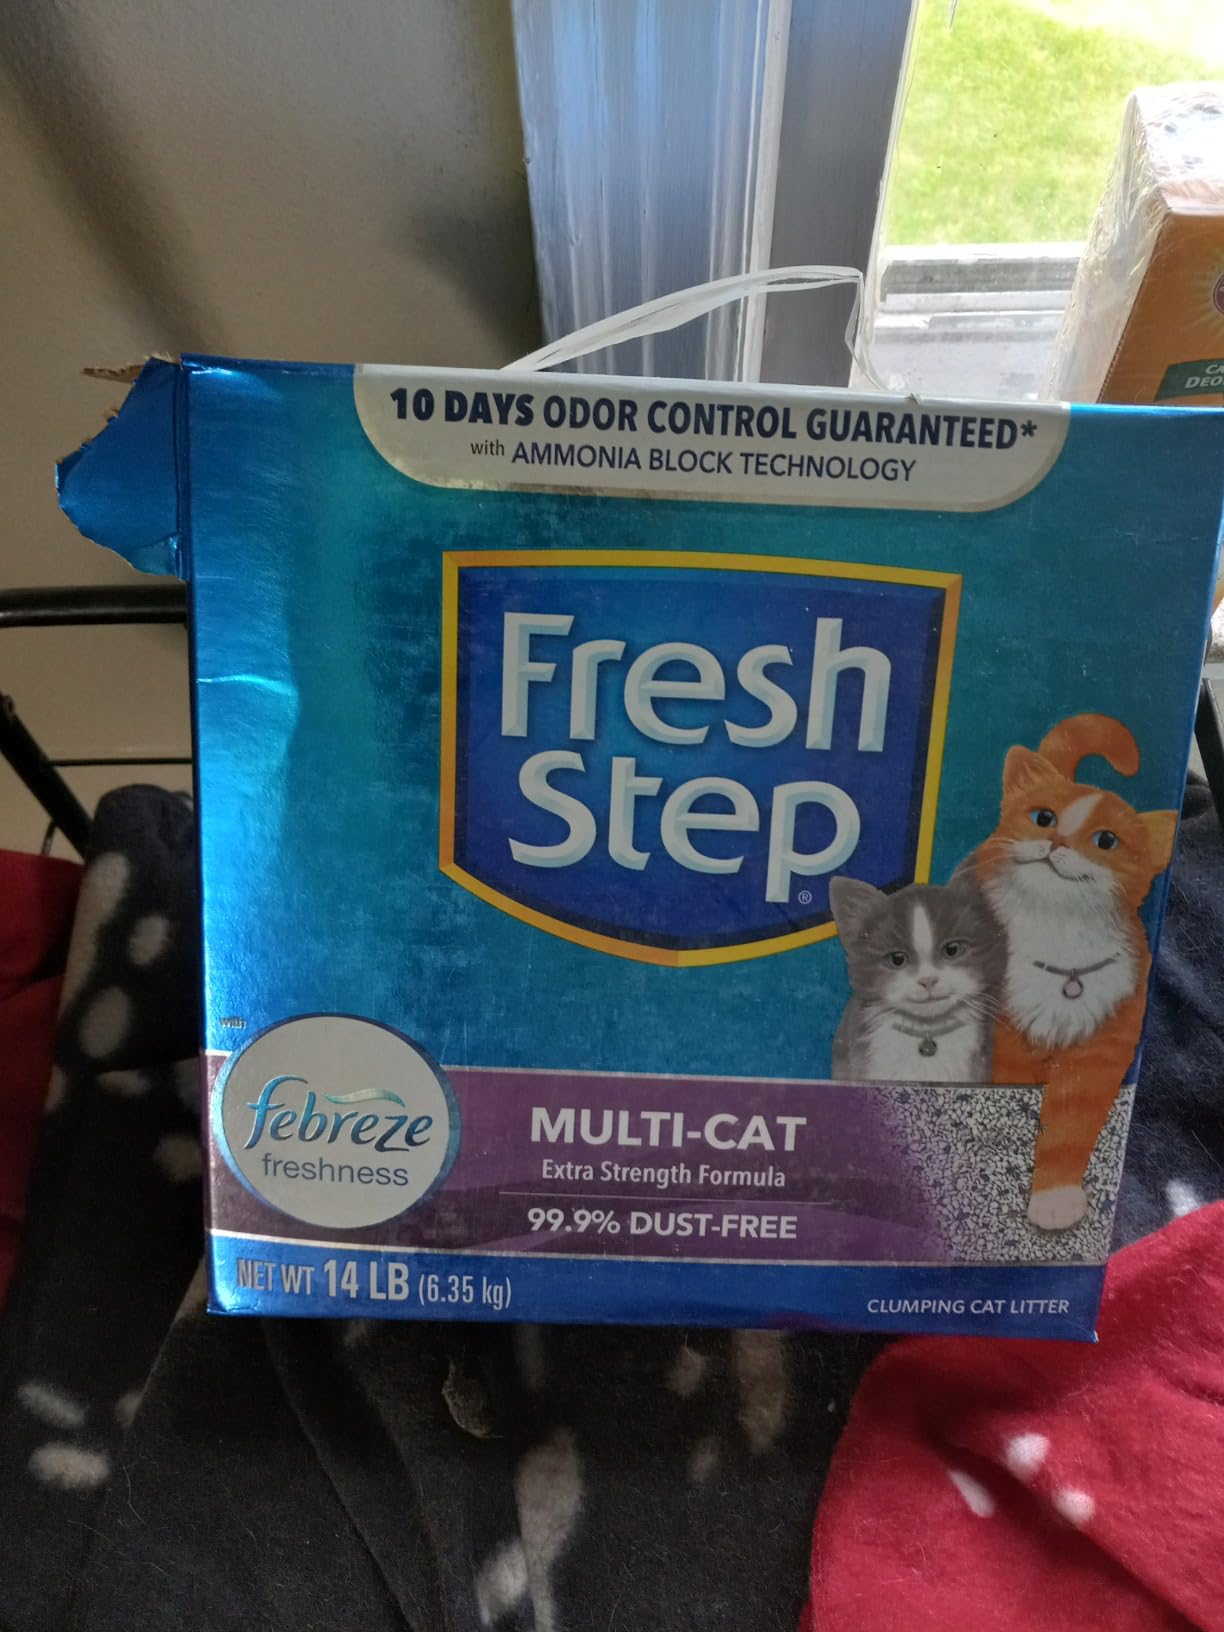 10 DAYS ODOR CONTROL GUARANTEED*
with AMMONIA BLOCK TECHNOLOGY
Fresh
Step®
with
febreze
freshness
MULTI-CAT
Extra Strength Formula
99.9% DUST-FREE
NET WT 14 LB (6.35 kg)
CLUMPING CAT LITTER